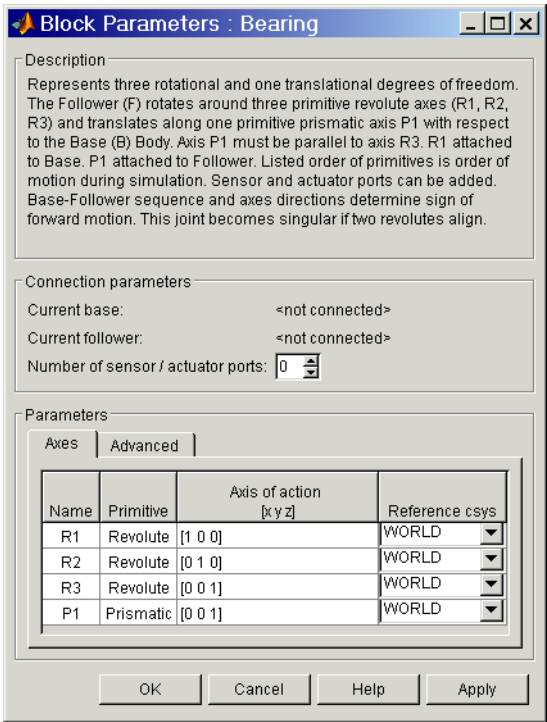 Block Parameters : Bearing
Description
Represents three rotational and one translational degrees of freedom.
The Follower (F) rotates around three primitive revolute axes (R1, R2,
R3) and translates along one primitive prismatic axis P1 with respect
to the Base (B) Body. Axis P1 must be parallel to axis R3. R1 attached
to Base. P1 attached to Follower. Listed order of primitives is order of
motion during simulation. Sensor and actuator ports can be added.
Base-Follower sequence and axes directions determine sign of
forward motion. This joint becomes singular if two revolutes align.
Connection parameters
Current base: <not connected>
Current follower: <not connected>
Number of sensor / actuator ports: 0
Parameters
Axes Advanced
Name Primitive Axis of action [x y z] Reference csys
R1 Revolute [1 0 0] WORLD
R2 Revolute [0 1 0] WORLD
R3 Revolute [0 0 1] WORLD
P1 Prismatic [0 0 1] WORLD
OK Cancel Help Apply